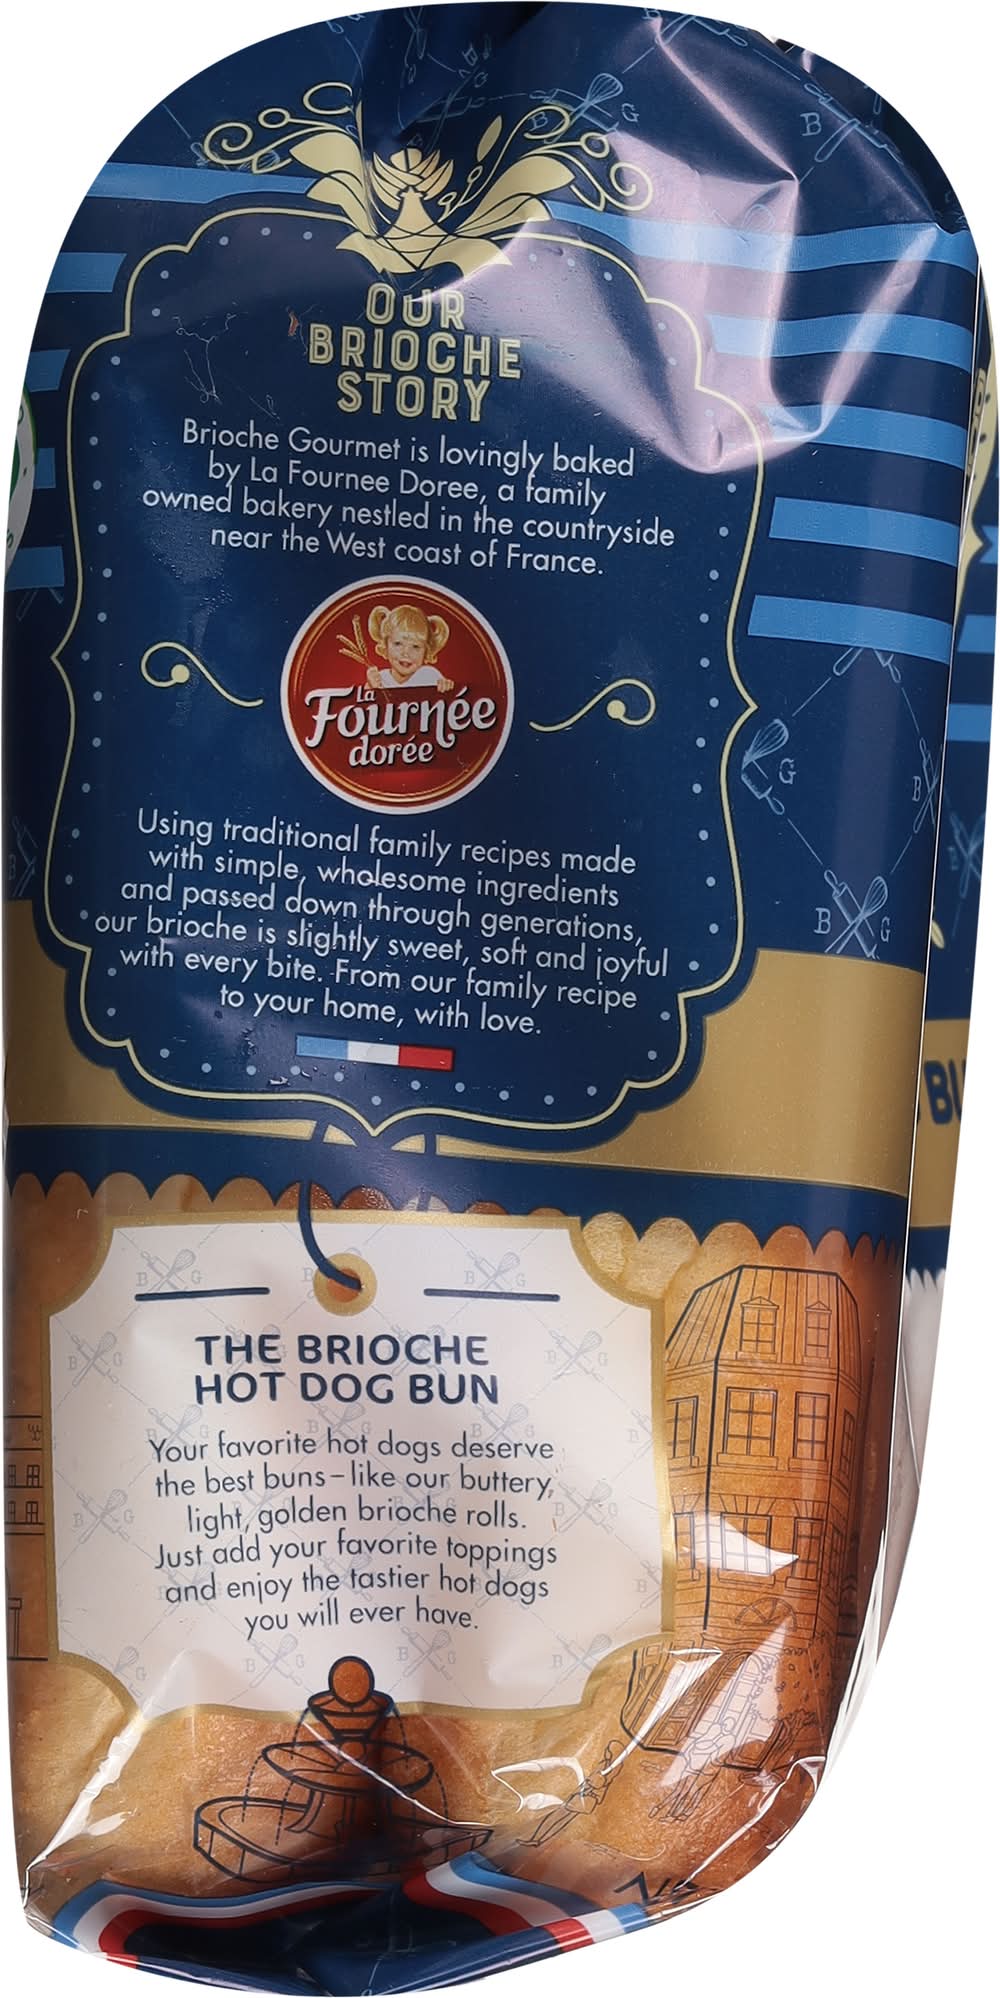 OUR
BRIOCHE
STORY
Brioche Gourmet is lovingly baked
by La Fournee Doree, a family
owned bakery nestled in the countryside
near the West coast of France.
La
Fournée
dorée
Using traditional family recipes made
with simple, wholesome ingredients
and passed down through generations,
our brioche is slightly sweet, soft and joyful
with every bite. From our family recipe
to your home, with love.
THE BRIOCHE
HOT DOG BUN
Your favorite hot dogs deserve
the best buns–like our buttery,
light, golden brioche rolls.
Just add your favorite toppings
and enjoy the tastier hot dogs
you will ever have.
B G